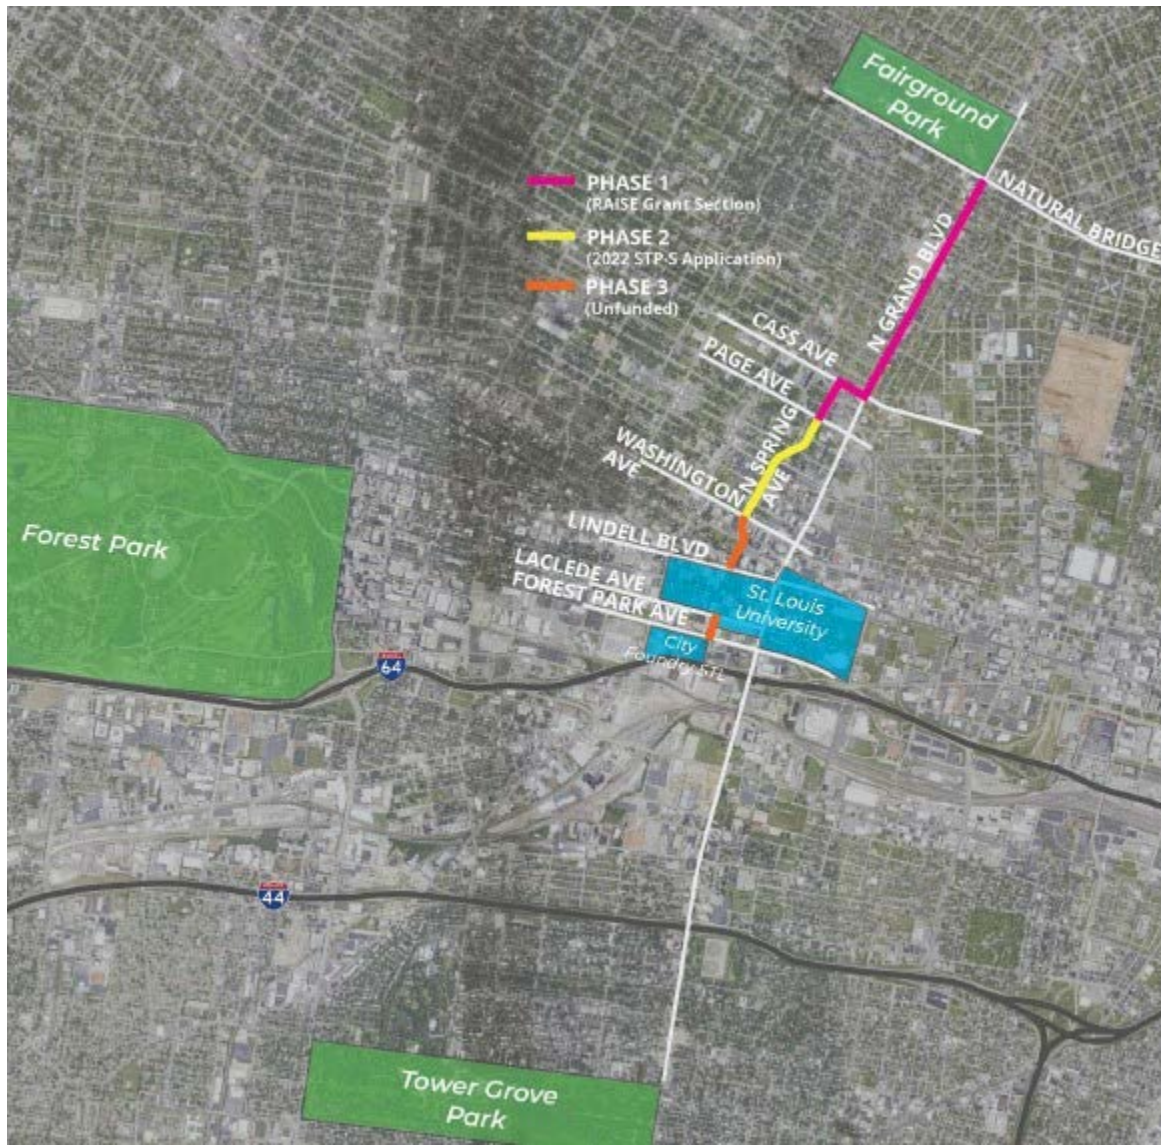 Fairground
Park
PHASE 1
(RAISE Grant Section)
PHASE 2
(2022 STP-S Application)
PHASE 3
(Unfunded)
NATURAL BRIDGE
N GRAND BLVD
CASS AVE
PAGE AVE
N SPRING
AVE
WASHINGTON
AVE
LINDELL BLVD
LACLEDE AVE
FOREST PARK AVE
St. Louis
University
City
Foundry STL
Forest Park
64
44
Tower Grove
Park